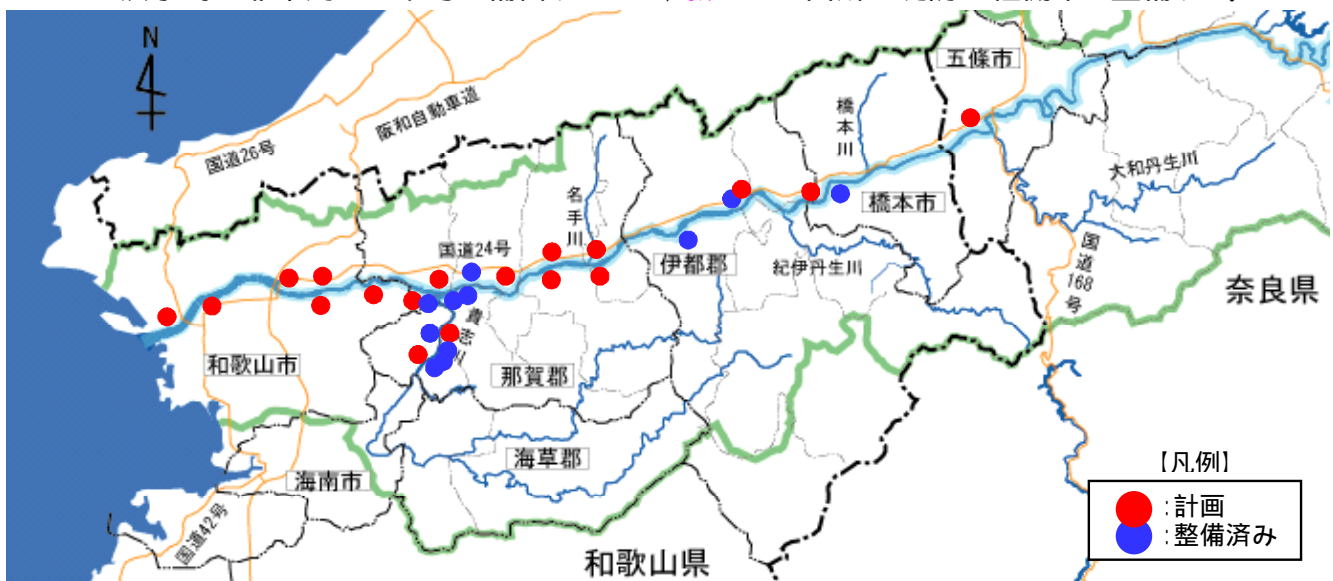 N
国道26号
阪和自動車道
五條市
橋本川
大和丹生川
名手川
橋本市
国道24号
伊都郡
紀伊丹生川
国道168号
奈良県
貴志川
和歌山市
那賀郡
海草郡
海南市
国道42号
和歌山県
【凡例】
:計画
:整備済み